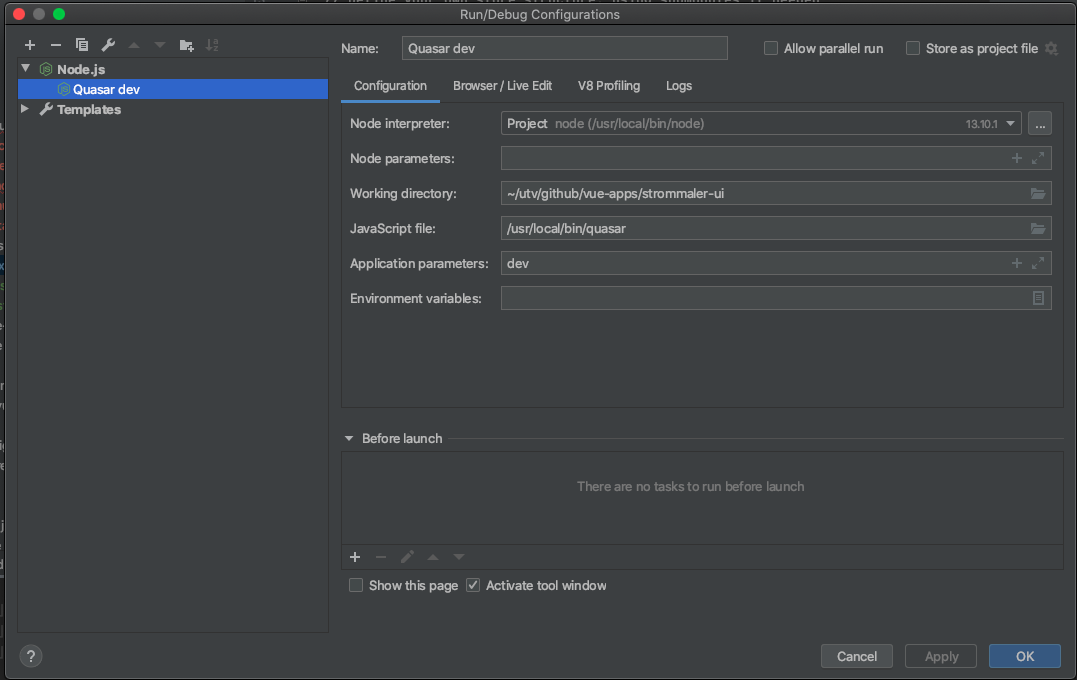 Run/Debug Configurations
Node.js
Quasar dev
Templates
Name: Quasar dev
Allow parallel run
Store as project file
Configuration
Browser / Live Edit
V8 Profiling
Logs
Node interpreter: Project node (/usr/local/bin/node) 13.10.1 ...
Node parameters:
Working directory: ~/utv/github/vue-apps/strommaler-ui
JavaScript file: /usr/local/bin/quasar
Application parameters: dev
Environment variables:
Before launch
There are no tasks to run before launch
Show this page
Activate tool window
?
Cancel
Apply
OK